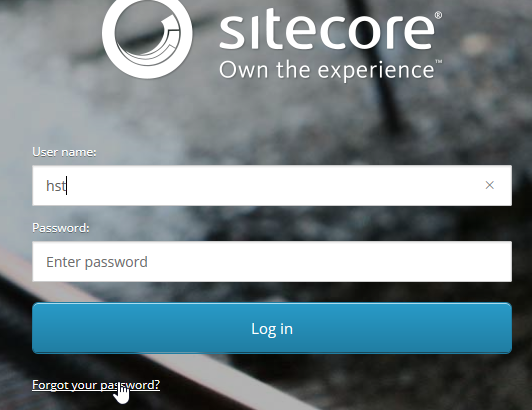 sitecore®
Own the experience™
User name:
hst
Password:
Enter password
Log in
Forgot your password?